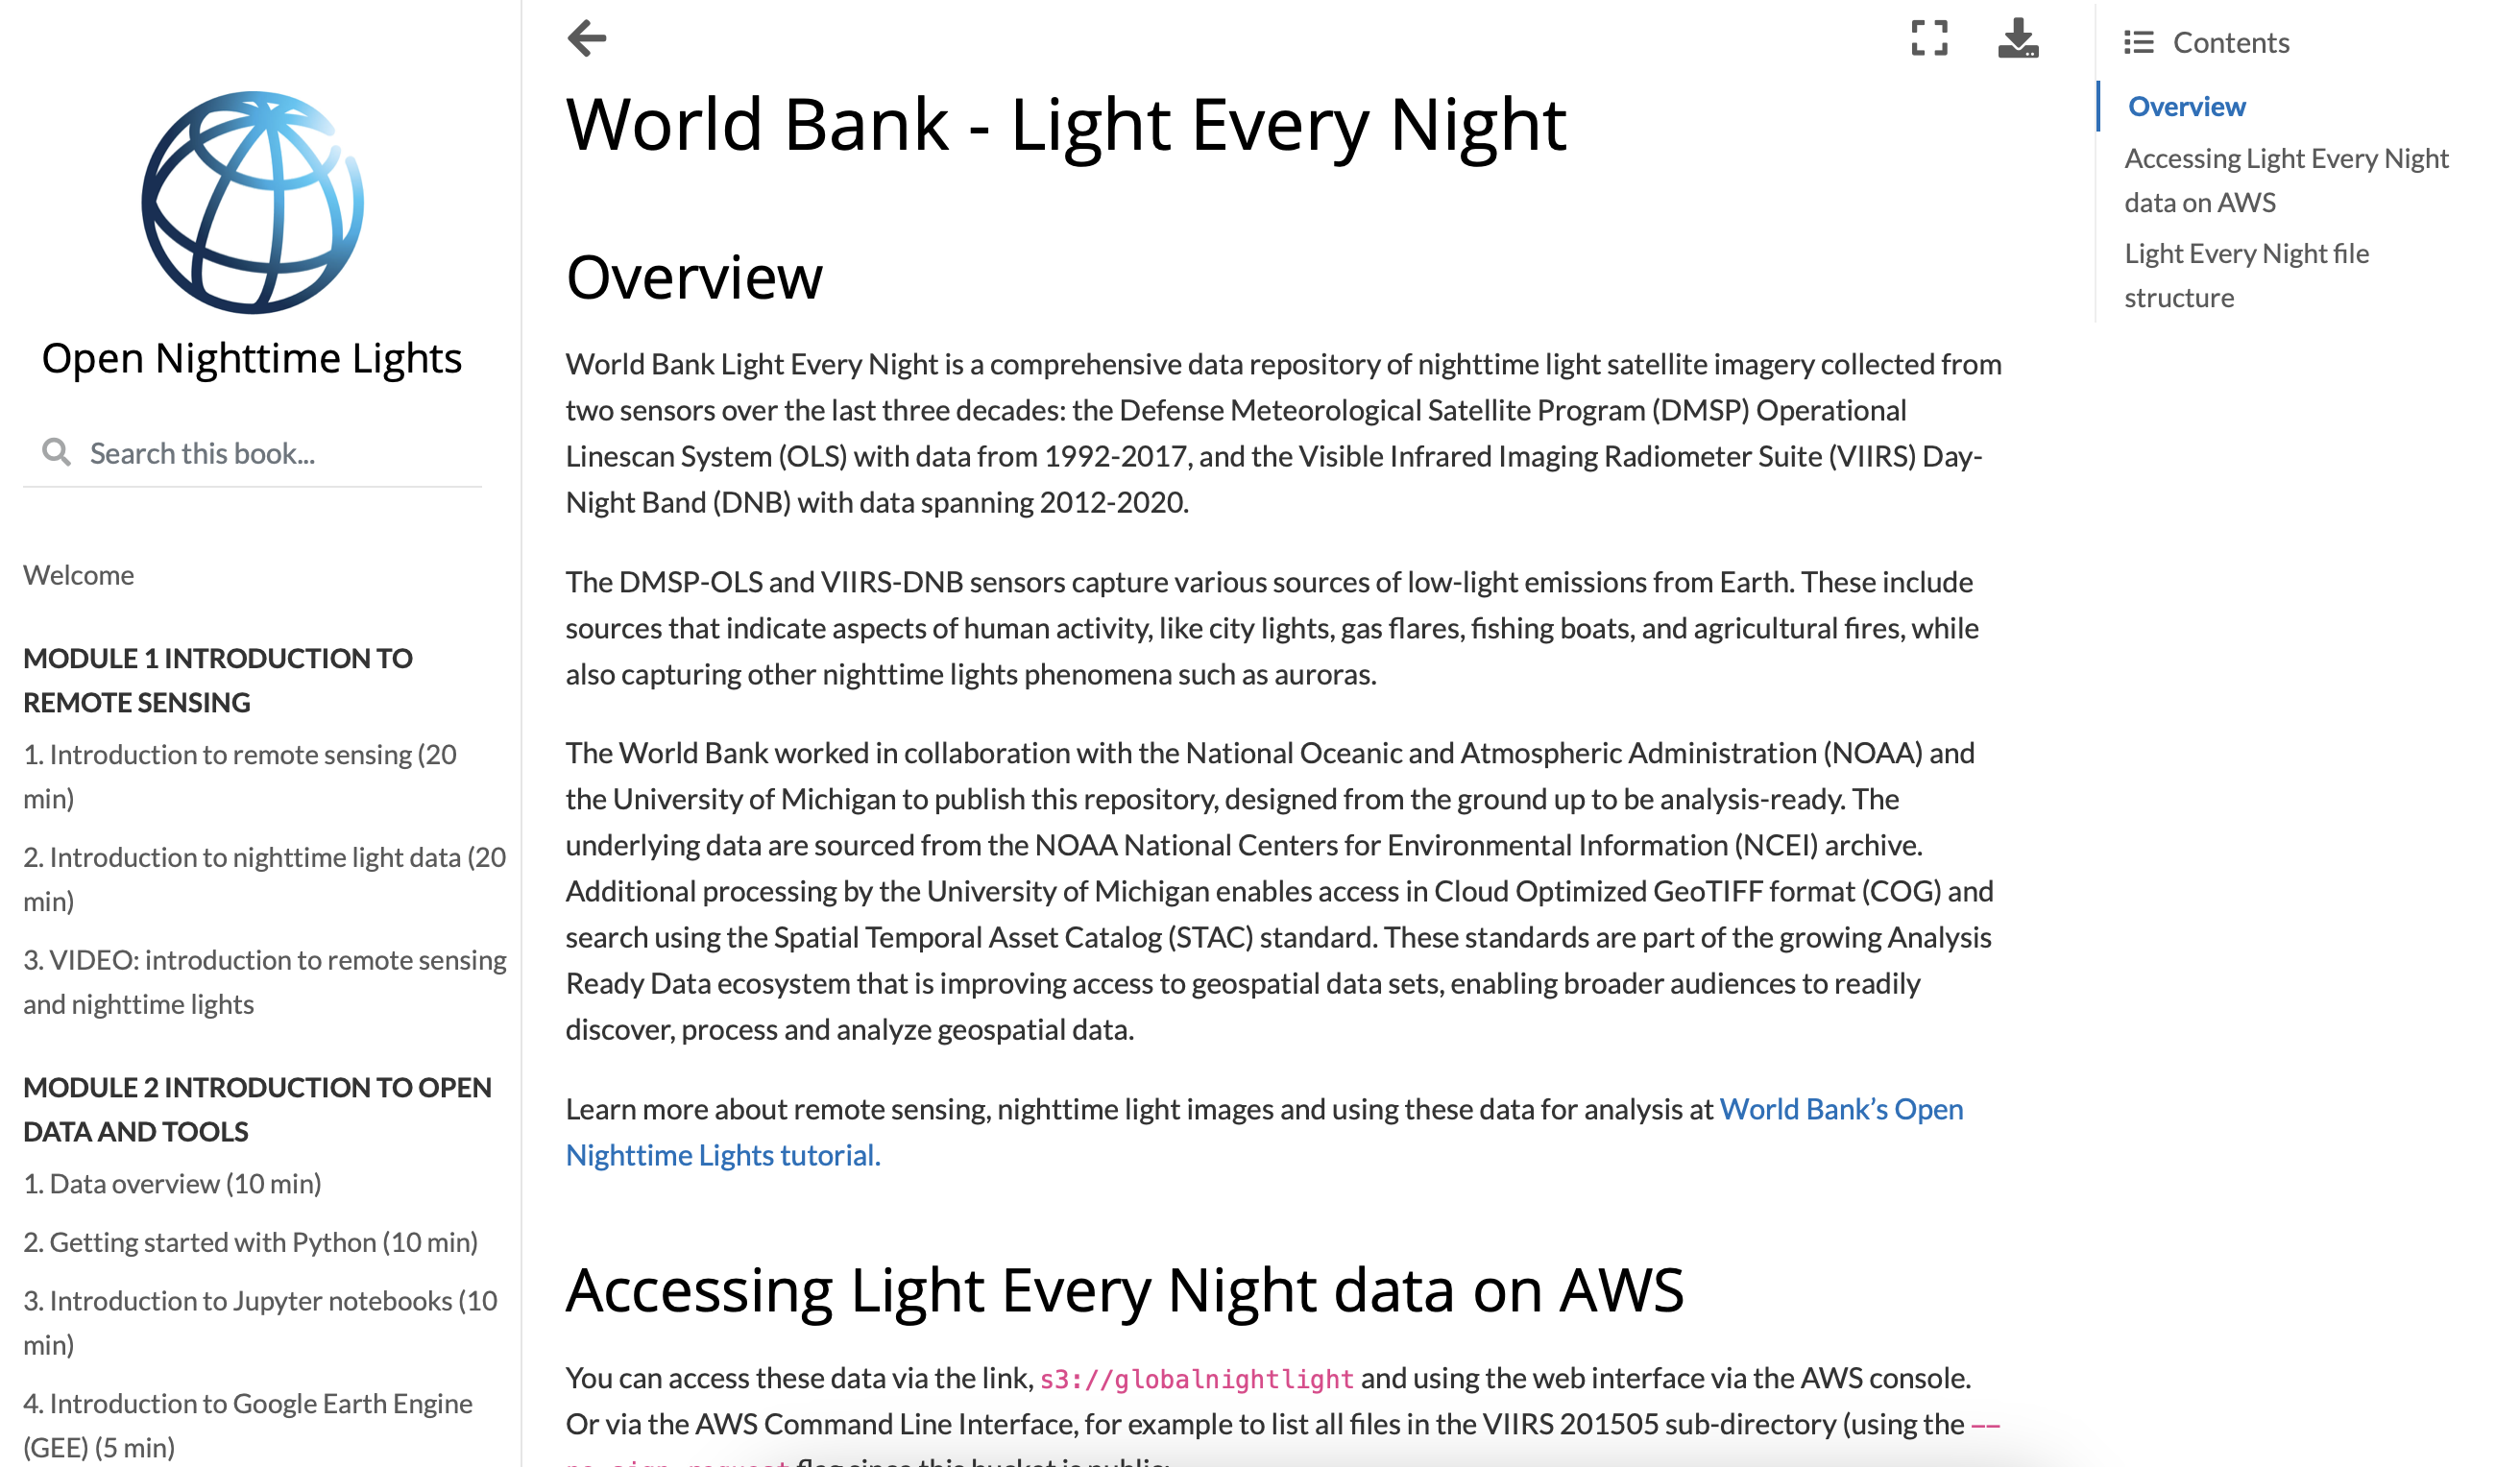 Open Nighttime Lights
Search this book...
Welcome
MODULE 1 INTRODUCTION TO
REMOTE SENSING
1. Introduction to remote sensing (20
min)
2. Introduction to nighttime light data (20
min)
3. VIDEO: introduction to remote sensing
and nighttime lights
MODULE 2 INTRODUCTION TO OPEN
DATA AND TOOLS
1. Data overview (10 min)
2. Getting started with Python (10 min)
3. Introduction to Jupyter notebooks (10
min)
4. Introduction to Google Earth Engine
(GEE) (5 min)
World Bank - Light Every Night
Overview
World Bank Light Every Night is a comprehensive data repository of nighttime light satellite imagery collected from
two sensors over the last three decades: the Defense Meteorological Satellite Program (DMSP) Operational
Linescan System (OLS) with data from 1992-2017, and the Visible Infrared Imaging Radiometer Suite (VIIRS) Day-
Night Band (DNB) with data spanning 2012-2020.
The DMSP-OLS and VIIRS-DNB sensors capture various sources of low-light emissions from Earth. These include
sources that indicate aspects of human activity, like city lights, gas flares, fishing boats, and agricultural fires, while
also capturing other nighttime lights phenomena such as auroras.
The World Bank worked in collaboration with the National Oceanic and Atmospheric Administration (NOAA) and
the University of Michigan to publish this repository, designed from the ground up to be analysis-ready. The
underlying data are sourced from the NOAA National Centers for Environmental Information (NCEI) archive.
Additional processing by the University of Michigan enables access in Cloud Optimized GeoTIFF format (COG) and
search using the Spatial Temporal Asset Catalog (STAC) standard. These standards are part of the growing Analysis
Ready Data ecosystem that is improving access to geospatial data sets, enabling broader audiences to readily
discover, process and analyze geospatial data.
Learn more about remote sensing, nighttime light images and using these data for analysis at World Bank's Open
Nighttime Lights tutorial.
Accessing Light Every Night data on AWS
You can access these data via the link, s3://globalnightlight and using the web interface via the AWS console.
Or via the AWS Command Line Interface, for example to list all files in the VIIRS 201505 sub-directory (using the --
no-sign-request flag since this bucket is public:
Contents
Overview
Accessing Light Every Night
data on AWS
Light Every Night file
structure